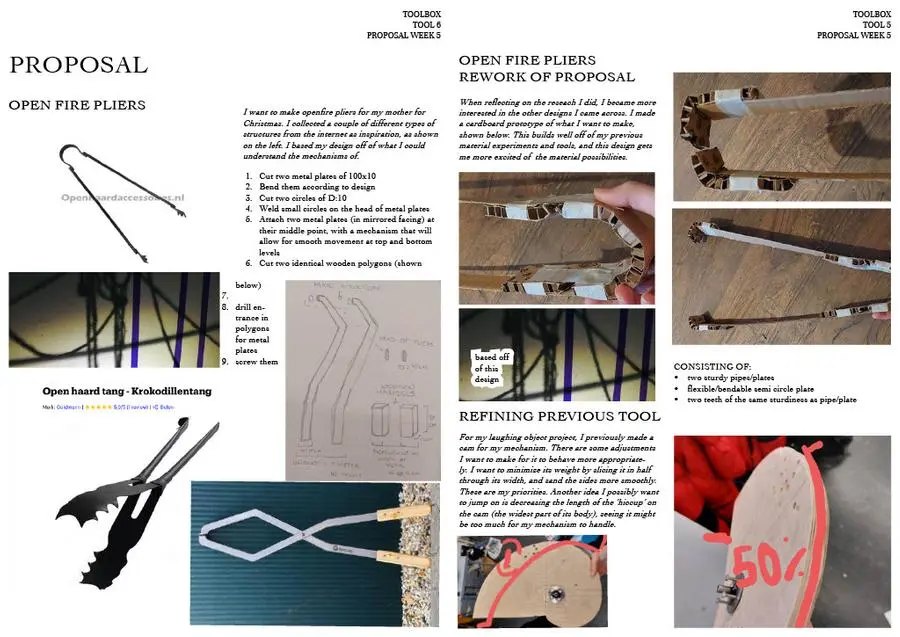 TOOLBOX
TOOL 6
PROPOSAL WEEK 5
PROPOSAL
OPEN FIRE PLIERS
I want to make openfire pliers for my mother for
Christmas. I collected a couple of different types of
structures from the internet as inspiration, as shown
on the left. I based my design off of what I could
understand the mechanisms of.
1. Cut two metal plates of 100x10
2. Bend them according to design
3. Cut two circles of D:10
4. Weld small circles on the head of metal plates
5. Attach two metal plates (in mirrored facing) at
their middle point, with a mechanism that will
allow for smooth movement at top and bottom
levels
6. Cut two identical wooden polygons (shown
below)
7.
8. drill en-
trance in
polygons
for metal
plates
9. screw them
Openhaardaccessoires.nl
Open haard tang - Krokodillentang
TOOLBOX
TOOL 5
PROPOSAL WEEK 5
OPEN FIRE PLIERS
REWORK OF PROPOSAL
When reflecting on the reseach I did, I became more
interested in the other designs I came across. I made
a cardboard prototype of what I want to make,
shown below. This builds well off of my previous
material experiments and tools, and this design gets
me more excited of the material possibilities.
based off
of this
design
CONSISTING OF:
• two sturdy pipes/plates
• flexible/bendable semi circle plate
• two teeth of the same sturdiness as pipe/plate
REFINING PREVIOUS TOOL
For my laughing object project, I previously made a
cam for my mechanism. There are some adjustments
I want to make for it to behave more appropriate-
ly. I want to minimize its weight by slicing it in half
through its width, and sand the sides more smoothly.
These are my priorities. Another idea I possibly want
to jump on is decreasing the length of the 'hiccup' on
the cam (the widest part of its body), seeing it might
be too much for my mechanism to handle.
50%